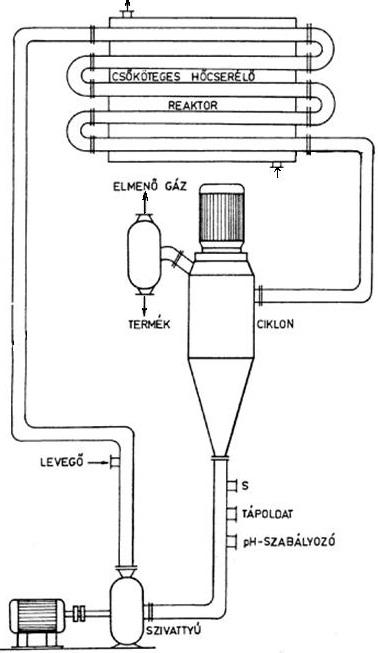 CSŐKÖTEGES HŐCSERÉLŐ
REAKTOR
ELMENŐ GÁZ
TERMÉK
CIKLON
LEVEGŐ
S
TÁPOLDAT
pH-SZABÁLYOZÓ
SZIVATTYÚ